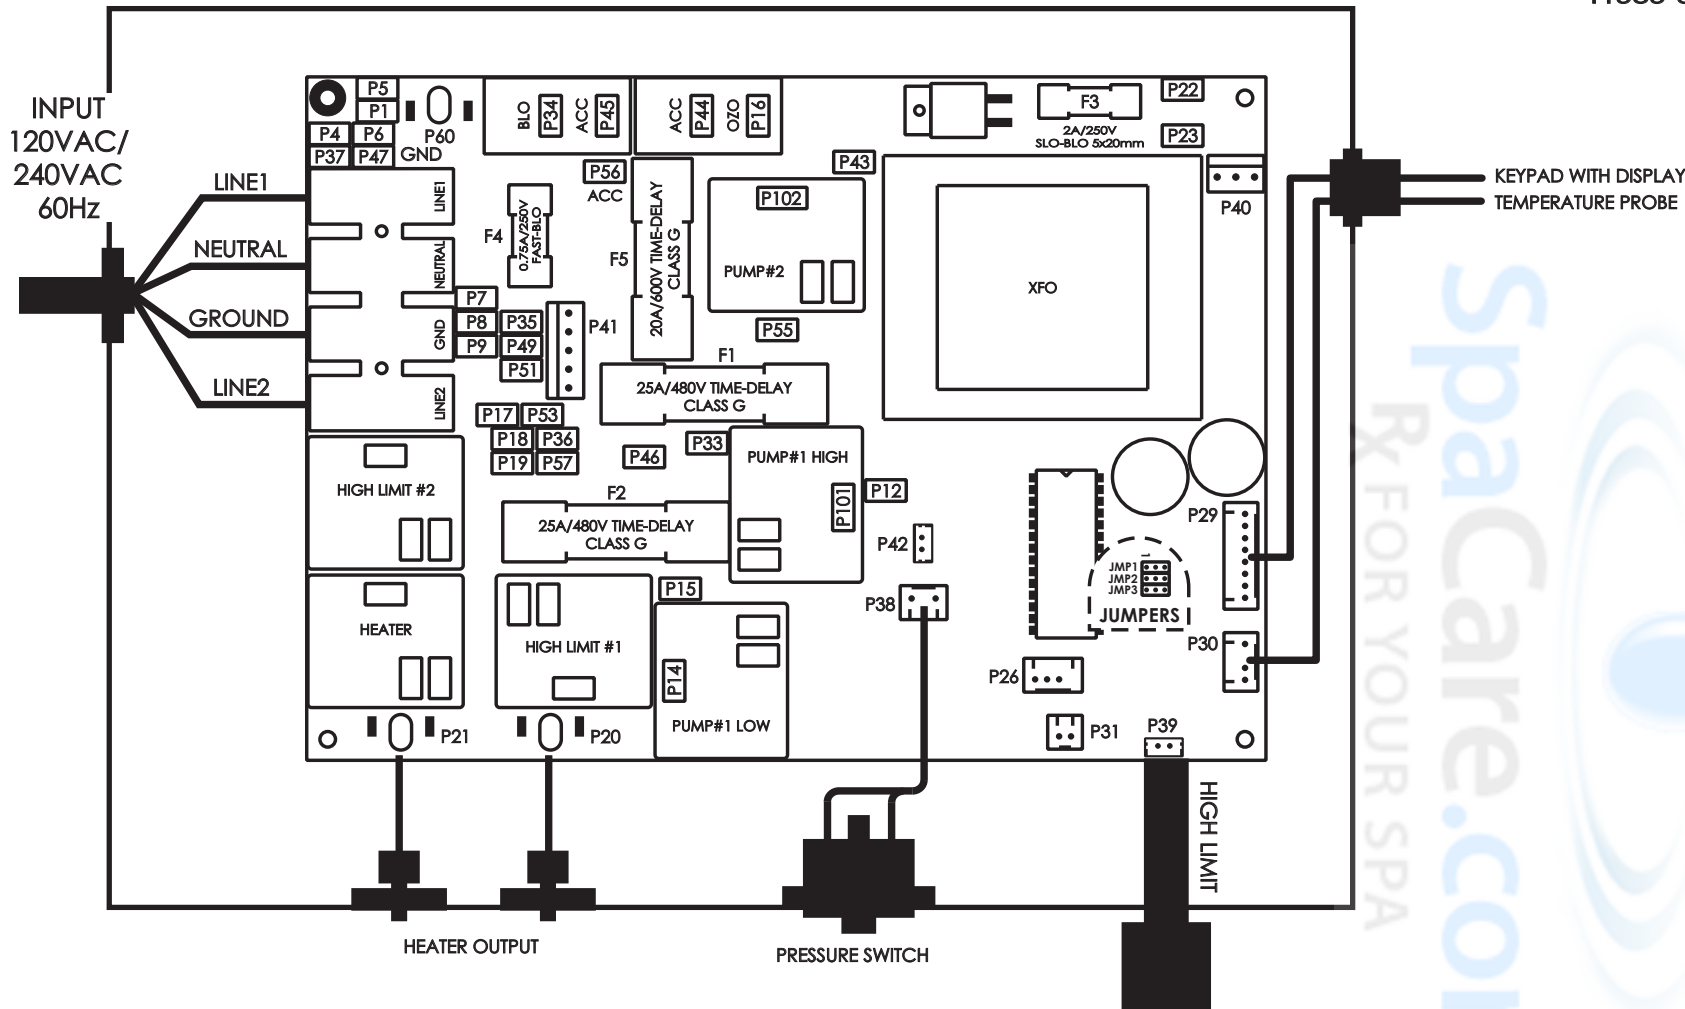 INPUT
120VAC/
240VAC
60Hz
LINE1
NEUTRAL
GROUND
LINE2
P5
P1
P4
P6
P37
P47
P60
GND
BLO
P34
ACC
P45
ACC
P44
OZO
P16
F3
2A/250V
SLO-BLO 5x20mm
P22
P23
P43
P40
KEYPAD WITH DISPLAY
TEMPERATURE PROBE
LINE1
NEUTRAL
GND
LINE2
P56
ACC
F4
0.75A/250V
FAST-BLO
F5
20A/600V TIME-DELAY
CLASS G
P102
PUMP#2
XFO
P7
P8
P35
P9
P49
P51
P41
P55
F1
25A/480V TIME-DELAY
CLASS G
P17
P53
P18
P36
P19
P57
P46
P33
PUMP#1 HIGH
P101
P12
HIGH LIMIT #2
F2
25A/480V TIME-DELAY
CLASS G
P42
P29
JMP1
JMP2
JMP3
1
JUMPERS
HEATER
HIGH LIMIT #1
P15
P14
PUMP#1 LOW
P38
P30
P26
P31
P39
P21
P20
HIGH LIMIT
HEATER OUTPUT
PRESSURE SWITCH
Rx FOR YOUR SPA
SpaCare.co